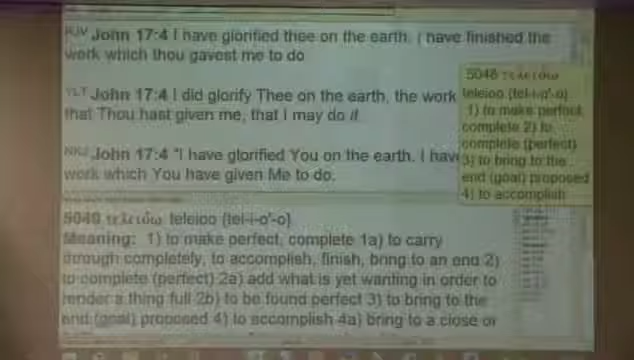 KJV John 17:4 I have glorified thee on the earth. I have finished the
work which thou gavest me to do
YLT John 17:4 I did glorify Thee on the earth, the work
that Thou hast given me, that I may do it
NKJ John 17:4 "I have glorified You on the earth. I have
work which You have given Me to do.
5048 τελειόω
teleioo {tel-i-o'-o}
1) to make perfect,
complete 2) to
complete (perfect)
3) to bring to the
end (goal) proposed
4) to accomplish
5048 τελειόω teleioo {tel-i-o'-o}
Meaning: 1) to make perfect, complete 1a) to carry
through completely, to accomplish, finish, bring to an end 2)
to complete (perfect) 2a) add what is yet wanting in order to
render a thing full 2b) to be found perfect 3) to bring to the
end (goal) proposed 4) to accomplish 4a) bring to a close or